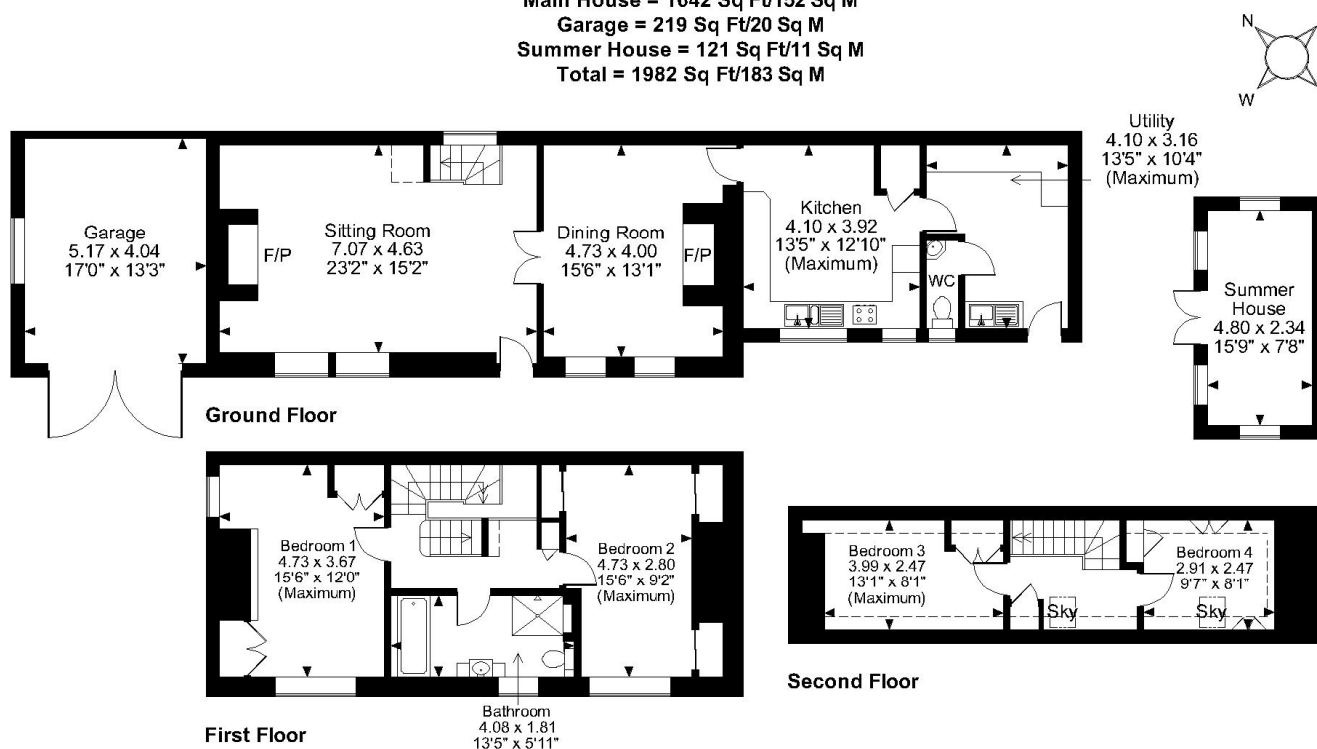 Main House = 1642 Sq Ft/152 Sq M
Garage = 219 Sq Ft/20 Sq M
Summer House = 121 Sq Ft/11 Sq M
Total = 1982 Sq Ft/183 Sq M
N
W
Utility
4.10 x 3.16
13'5" x 10'4"
(Maximum)
Garage
5.17 x 4.04
17'0" x 13'3"
F/P
Sitting Room
7.07 x 4.63
23'2" x 15'2"
Dining Room
4.73 x 4.00
15'6" x 13'1"
F/P
Kitchen
4.10 x 3.92
13'5" x 12'10"
(Maximum)
WC
Summer
House
4.80 x 2.34
15'9" x 7'8"
Ground Floor
Bedroom 1
4.73 x 3.67
15'6" x 12'0"
(Maximum)
Bedroom 2
4.73 x 2.80
15'6" x 9'2"
(Maximum)
Bathroom
4.08 x 1.81
13'5" x 5'11"
First Floor
Bedroom 3
3.99 x 2.47
13'1" x 8'1"
(Maximum)
Sky
Bedroom 4
2.91 x 2.47
9'7" x 8'1"
Sky
Second Floor